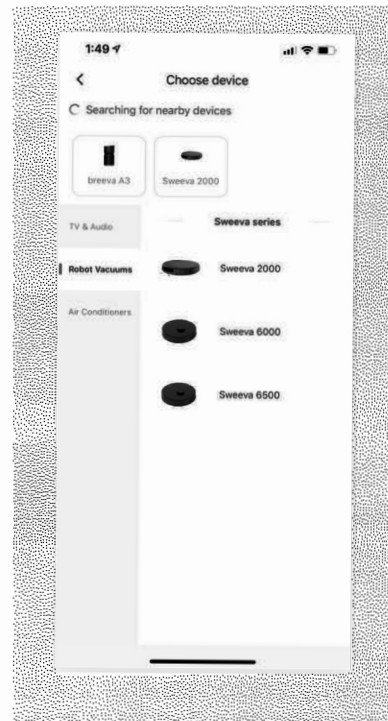 1:49
Choose device
Searching for nearby devices
breeva A3
Sweeva 2000
TV & Audio
Robot Vacuums
Air Conditioners
Sweeva series
Sweeva 2000
Sweeva 6000
Sweeva 6500